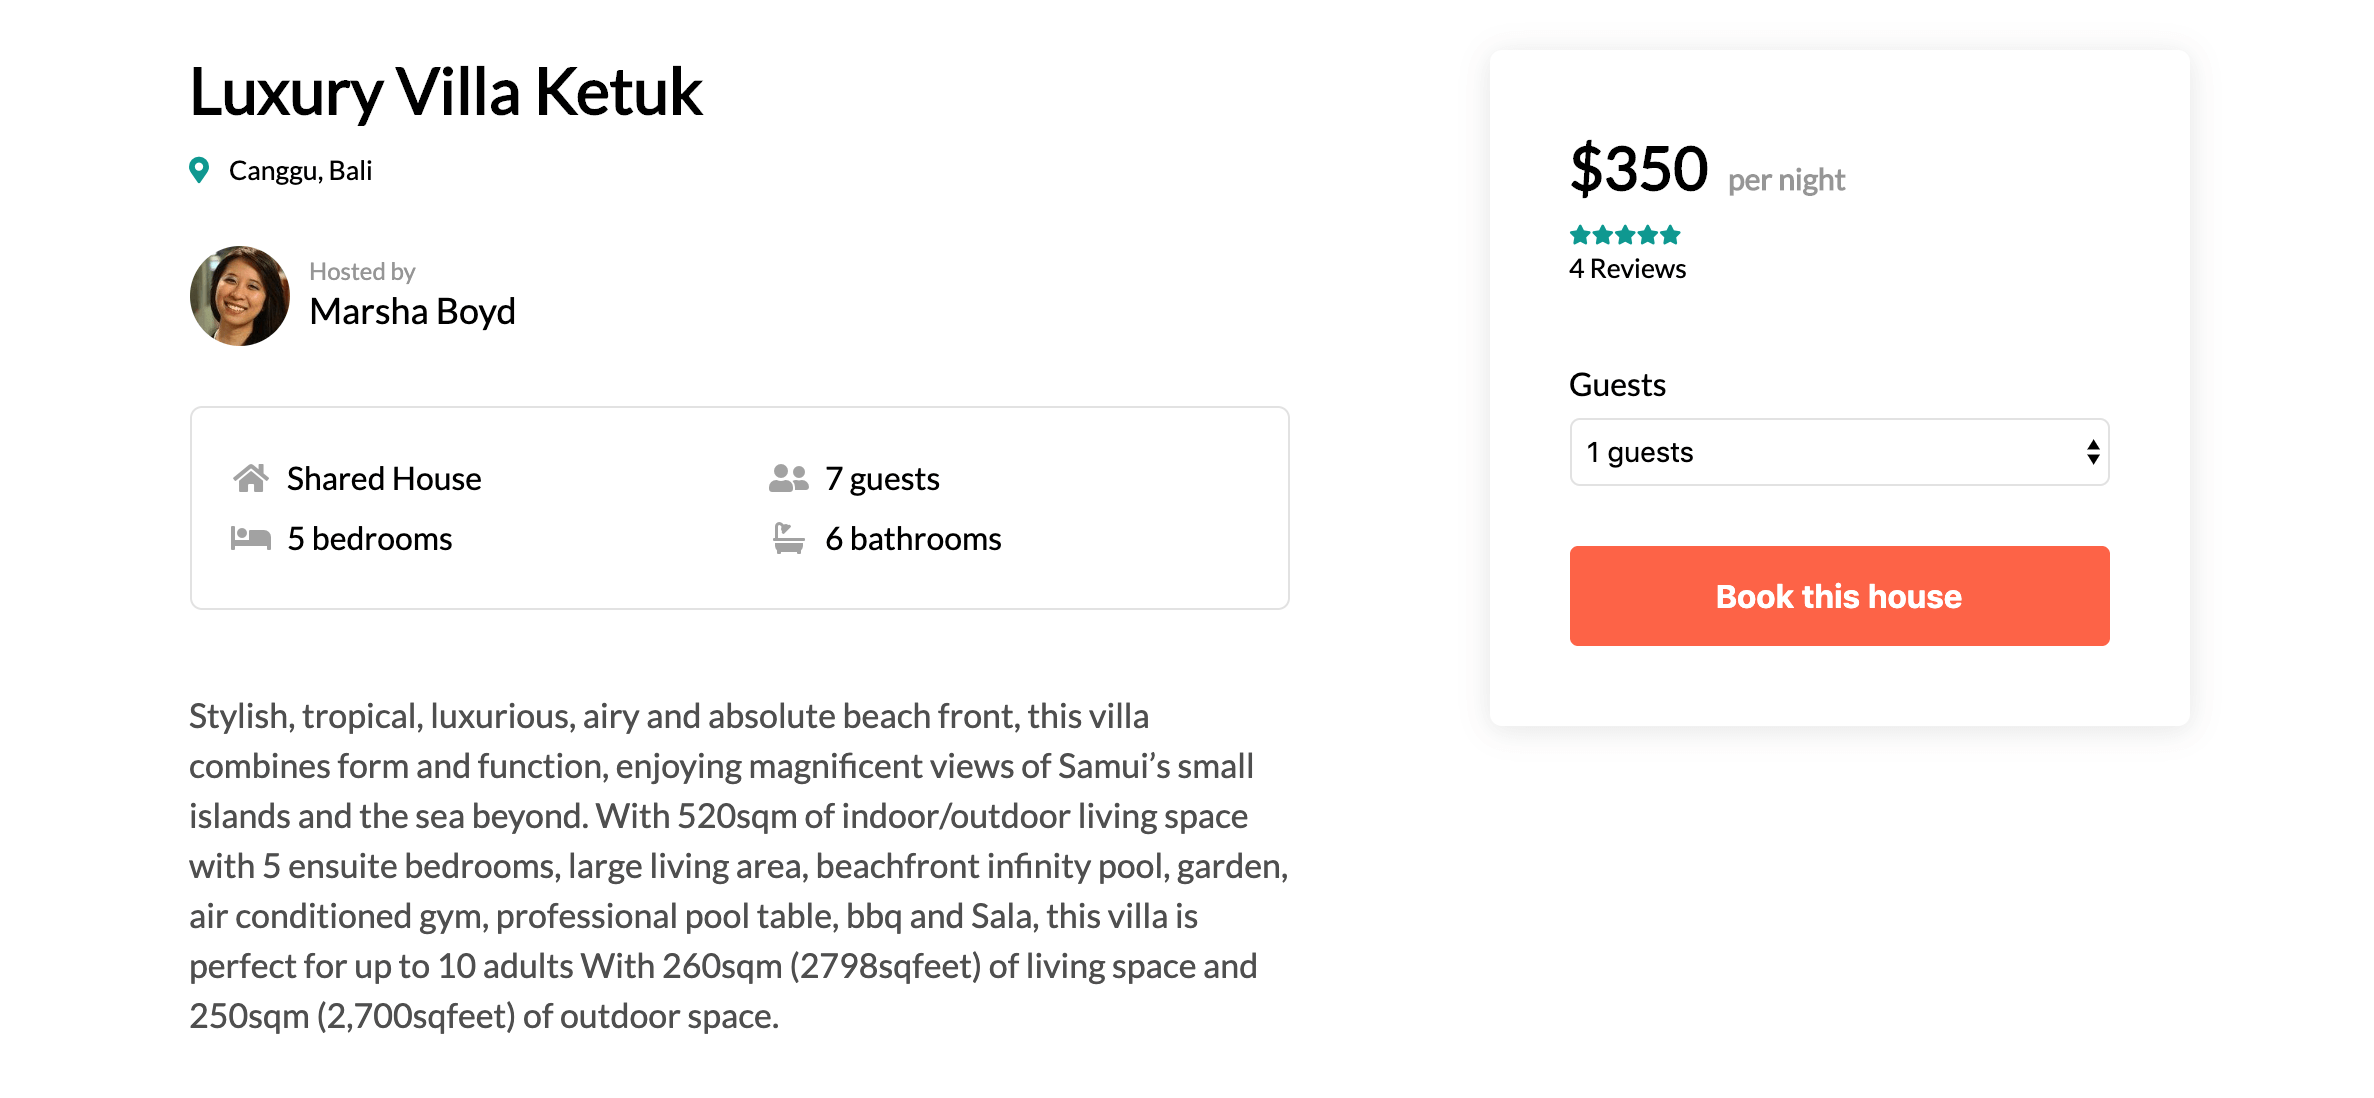 Luxury Villa Ketuk
Canggu, Bali
Hosted by
Marsha Boyd
Shared House
7 guests
5 bedrooms
6 bathrooms
Stylish, tropical, luxurious, airy and absolute beach front, this villa
combines form and function, enjoying magnificent views of Samui’s small
islands and the sea beyond. With 520sqm of indoor/outdoor living space
with 5 ensuite bedrooms, large living area, beachfront infinity pool, garden,
air conditioned gym, professional pool table, bbq and Sala, this villa is
perfect for up to 10 adults With 260sqm (2798sqfeet) of living space and
250sqm (2,700sqfeet) of outdoor space.
$350 per night
4 Reviews
Guests
1 guests
Book this house